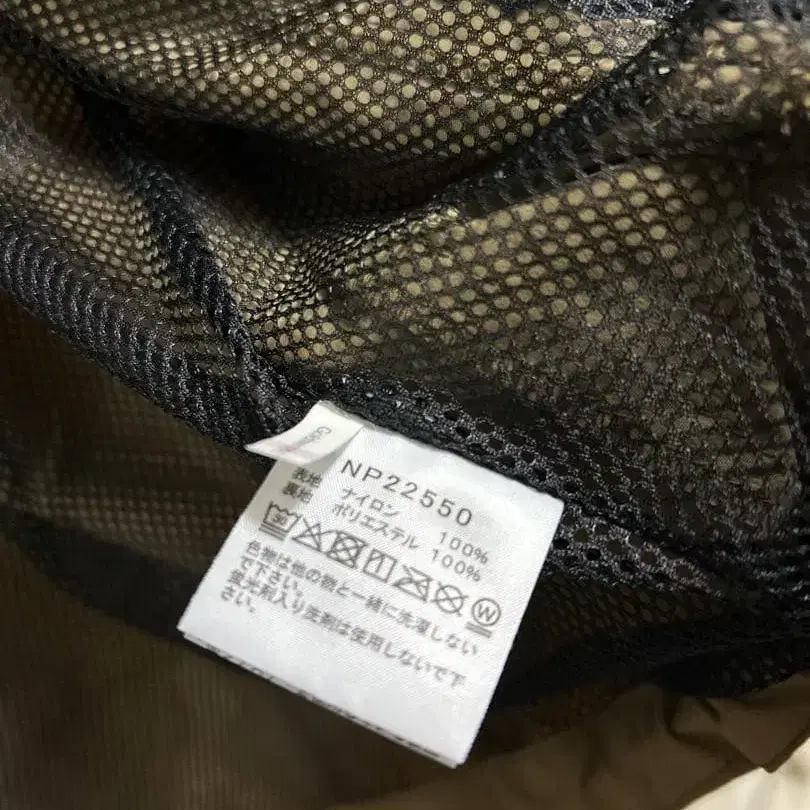 NP22550
表地 ナイロン 100%
裏地 ポリエステル 100%
30
W
色物は他の物と一緒に洗濯しない
で下さい。
蛍光剤入り洗剤は使用しないで下
さい。